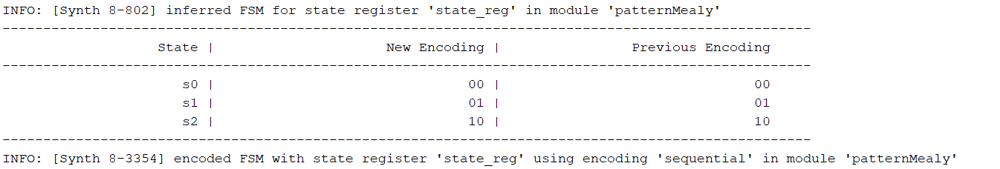 INFO: [Synth 8-802] inferred FSM for state register 'state_reg' in module 'patternMealy'
---------------------------------------------------------------------------------------------------
State | New Encoding | Previous Encoding
---------------------------------------------------------------------------------------------------
s0 | 00 | 00
s1 | 01 | 01
s2 | 10 | 10
---------------------------------------------------------------------------------------------------
INFO: [Synth 8-3354] encoded FSM with state register 'state_reg' using encoding 'sequential' in module 'patternMealy'